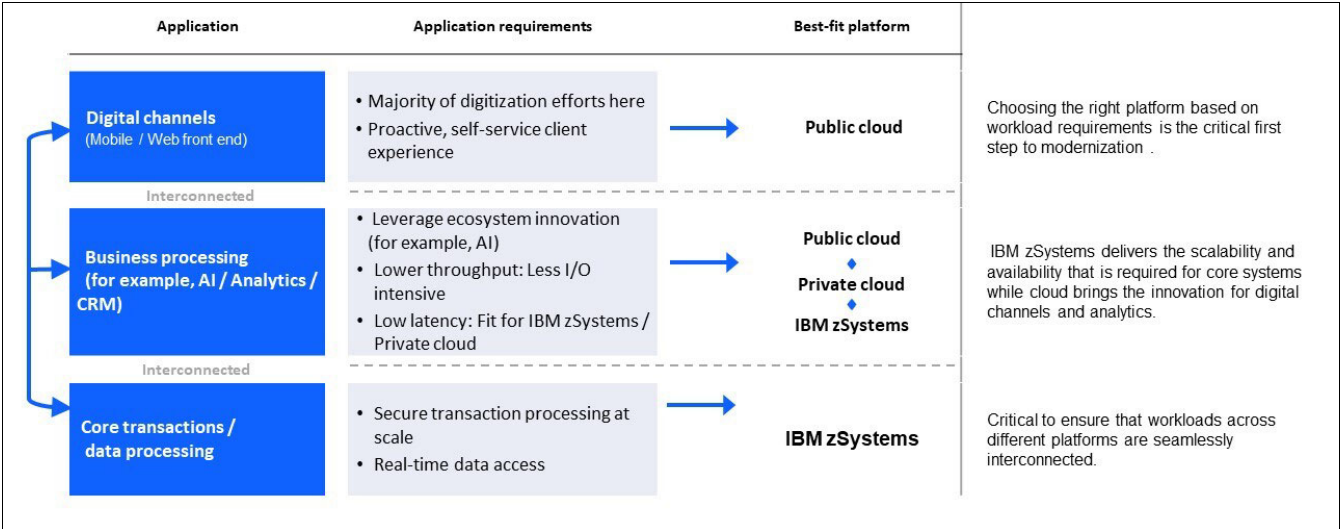 Application
Application requirements
Best-fit platform
Digital channels
(Mobile / Web front end)
• Majority of digitization efforts here
• Proactive, self-service client
experience
Public cloud
Choosing the right platform based on
workload requirements is the critical first
step to modernization .
Interconnected
Business processing
(for example, AI / Analytics /
CRM)
• Leverage ecosystem innovation
(for example, AI)
• Lower throughput: Less I/O
intensive
• Low latency: Fit for IBM zSystems /
Private cloud
Public cloud
Private cloud
IBM zSystems
IBM zSystems delivers the scalability and
availability that is required for core systems
while cloud brings the innovation for digital
channels and analytics.
Interconnected
Core transactions /
data processing
• Secure transaction processing at
scale
• Real-time data access
IBM zSystems
Critical to ensure that workloads across
different platforms are seamlessly
interconnected.